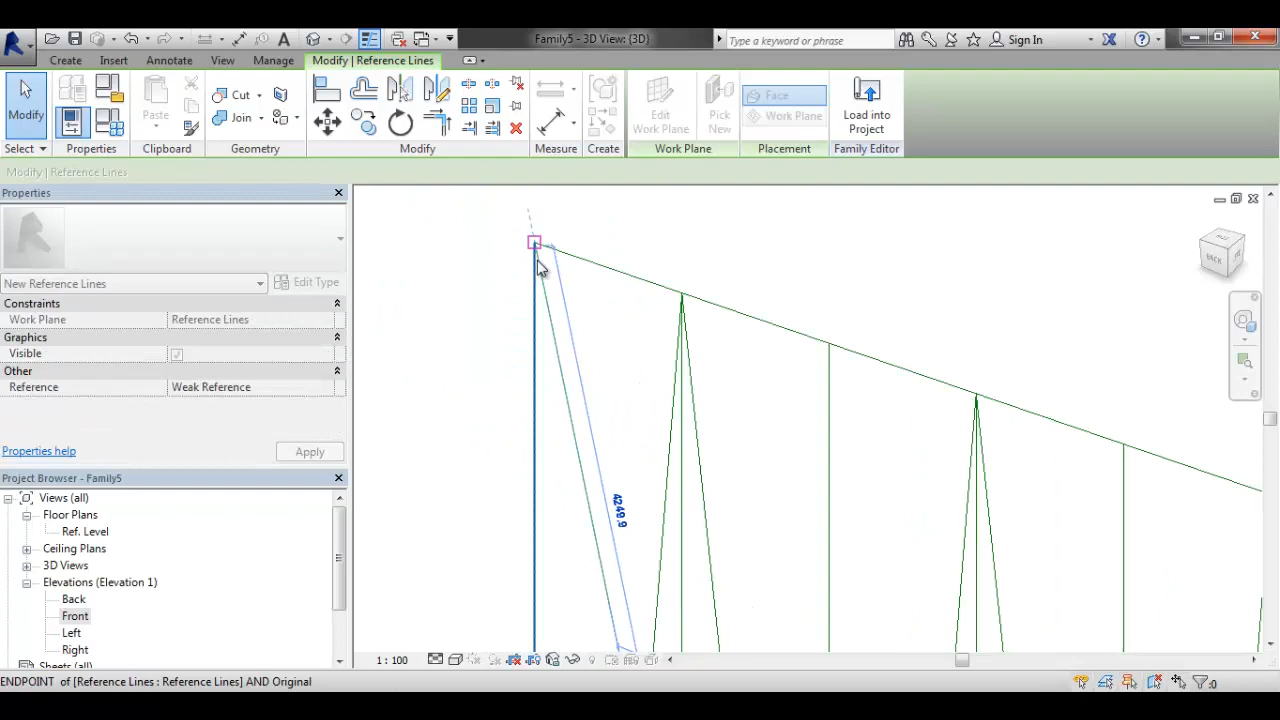 Family5 - 3D View: {3D}
Type a keyword or phrase
Sign In
Create
Insert
Annotate
View
Manage
Modify | Reference Lines
Modify
Paste
Cut
Join
Edit
Work Plane
Pick
New
Face
Work Plane
Load into
Project
Select
Properties
Clipboard
Geometry
Modify
Measure
Create
Work Plane
Placement
Family Editor
Modify | Reference Lines
Properties
New Reference Lines
Edit Type
Constraints
Work Plane
Reference Lines
Graphics
Visible
Other
Reference
Weak Reference
Properties help
Apply
Project Browser - Family5
Views (all)
Floor Plans
Ref. Level
Ceiling Plans
3D Views
Elevations (Elevation 1)
Back
Front
Left
Right
Sheets (all)
4249.9
BACK
1 : 100
ENDPOINT of [Reference Lines : Reference Lines] AND Original
:0